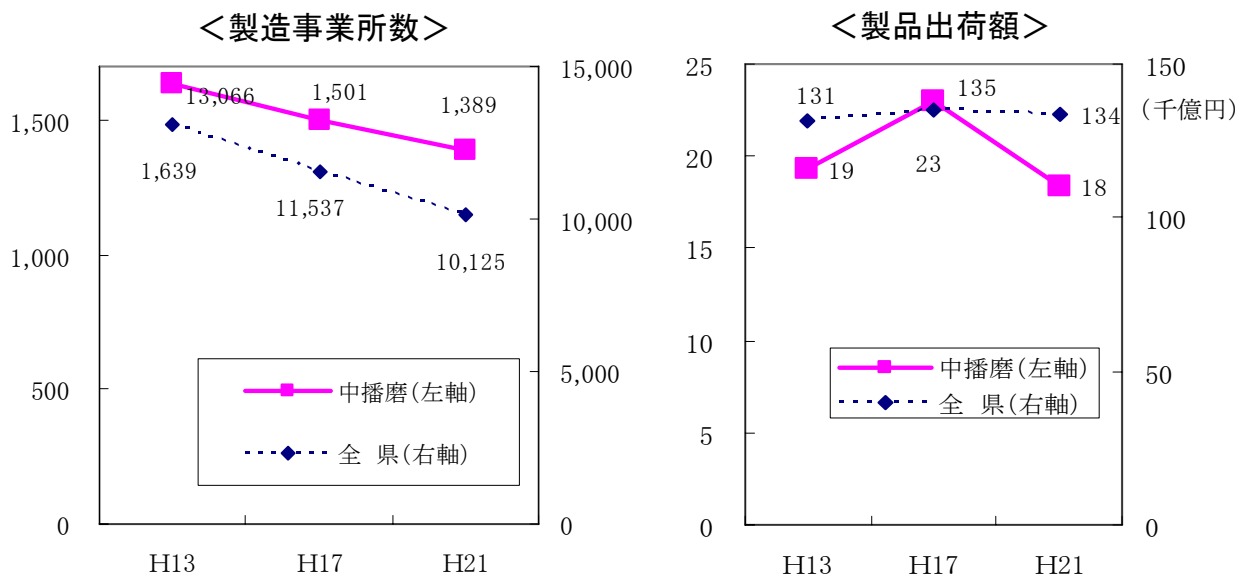 ＜製造事業所数＞
1,500
1,000
500
0
15,000
10,000
5,000
0
13,066
1,501
1,389
1,639
11,537
10,125
中播磨(左軸)
全 県(右軸)
H13
H17
H21
＜製品出荷額＞
25
20
15
10
5
0
150
(千億円)
100
50
0
131
135
134
19
23
18
中播磨(左軸)
全 県(右軸)
H13
H17
H21